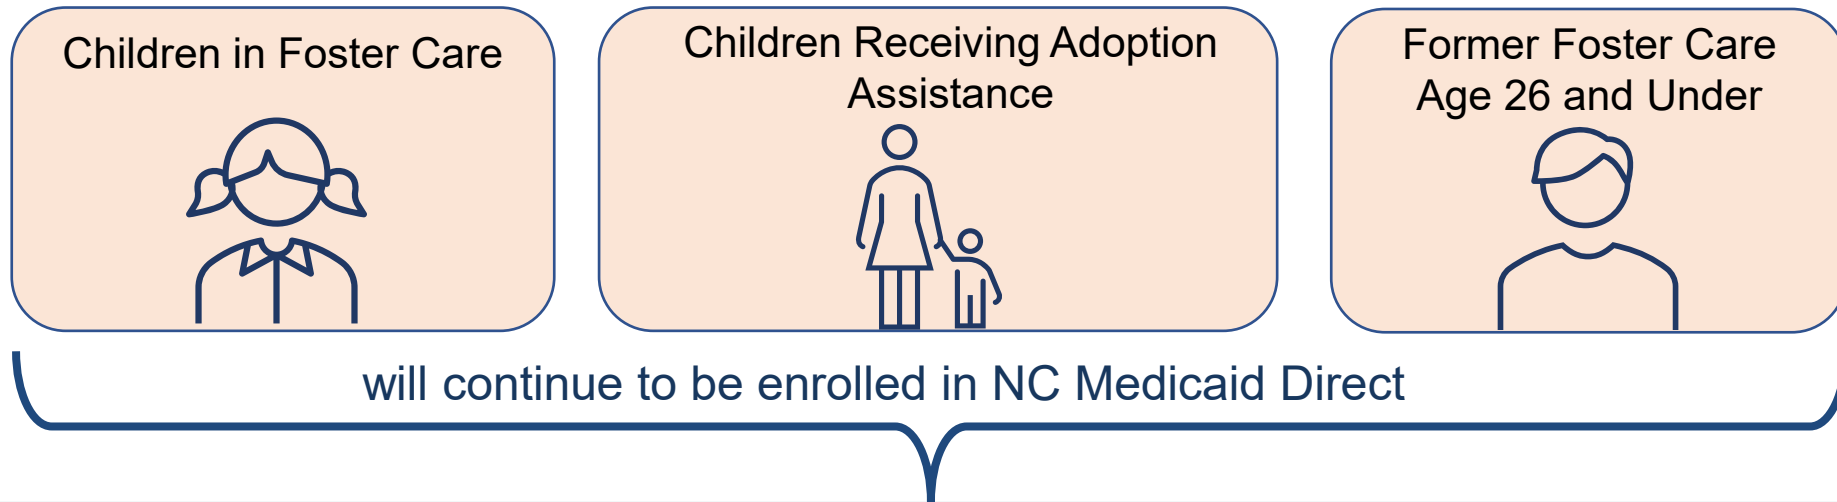 Children in Foster Care
Children Receiving Adoption
Assistance
Former Foster Care
Age 26 and Under
will continue to be enrolled in NC Medicaid Direct